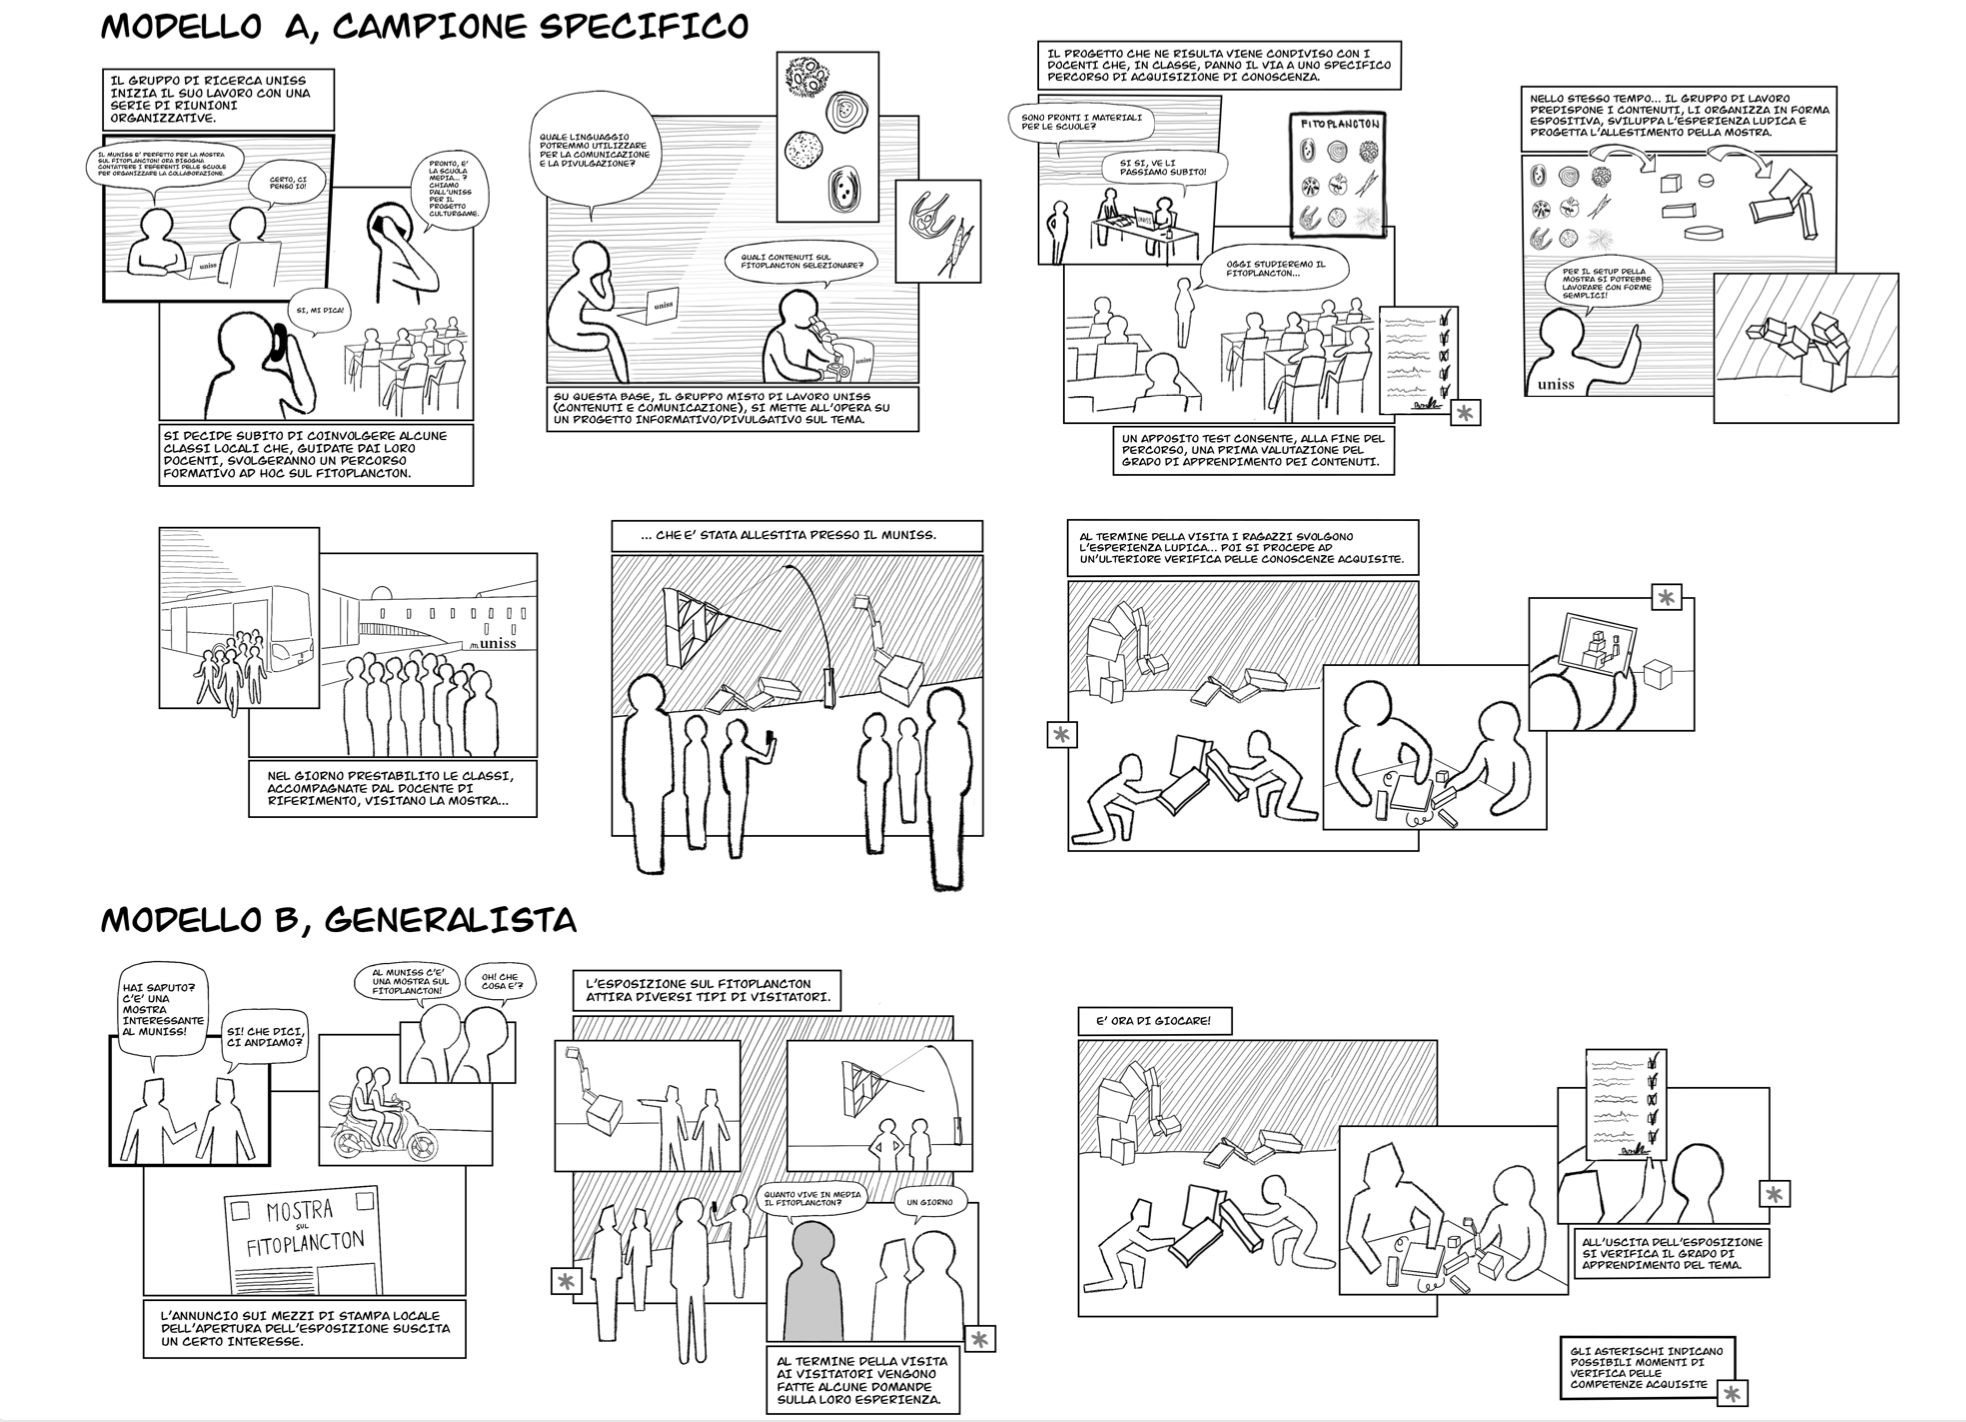 MODELLO A, CAMPIONE SPECIFICO
IL GRUPPO DI RICERCA UNISS
INIZIA IL SUO LAVORO CON UNA
SERIE DI RIUNIONI
ORGANIZZATIVE.
IL MUNISS E' PERFETTO PER LA MOSTRA
SUL FITOPLANCTON! ORA BISOGNA
CONTATTERE I REFERENTI DELLE SCUOLE
PER ORGANIZZARE LA COLLABORAZIONE.
CERTO, CI
PENSO IO!
uniss
PRONTO, E'
LA SCUOLA
MEDIA... ?
CHIAMO
DALL'UNISS
PER IL
PROGETTO
CULTURGAME.
SI, MI DICA!
SI DECIDE SUBITO DI COINVOLGERE ALCUNE
CLASSI LOCALI CHE, GUIDATE DAI LORO
DOCENTI, SVOLGERANNO UN PERCORSO
FORMATIVO AD HOC SUL FITOPLANCTON.
QUALE LINGUAGGIO
POTREMMO UTILIZZARE
PER LA COMUNICAZIONE
E LA DIVULGAZIONE?
uniss
QUALI CONTENUTI SUL
FITOPLANCTON SELEZIONARE?
uniss
SU QUESTA BASE, IL GRUPPO MISTO DI LAVORO UNISS
(CONTENUTI E COMUNICAZIONE), SI METTE ALL'OPERA SU
UN PROGETTO INFORMATIVO/DIVULGATIVO SUL TEMA.
IL PROGETTO CHE NE RISULTA VIENE CONDIVISO CON I
DOCENTI CHE, IN CLASSE, DANNO IL VIA A UNO SPECIFICO
PERCORSO DI ACQUISIZIONE DI CONOSCENZA.
SONO PRONTI I MATERIALI
PER LE SCUOLE?
SI SI, VE LI
PASSIAMO SUBITO!
UNISS
FITOPLANCTON
OGGI STUDIEREMO IL
FITOPLANCTON...
*
UN APPOSITO TEST CONSENTE, ALLA FINE DEL
PERCORSO, UNA PRIMA VALUTAZIONE DEL
GRADO DI APPRENDIMENTO DEI CONTENUTI.
NELLO STESSO TEMPO... IL GRUPPO DI LAVORO
PREDISPONE I CONTENUTI, LI ORGANIZZA IN FORMA
ESPOSITIVA, SVILUPPA L'ESPERIENZA LUDICA E
PROGETTA L'ALLESTIMENTO DELLA MOSTRA.
PER IL SETUP DELLA
MOSTRA SI POTREBBE
LAVORARE CON FORME
SEMPLICI!
uniss
muniss
NEL GIORNO PRESTABILITO LE CLASSI,
ACCOMPAGNATE DAL DOCENTE DI
RIFERIMENTO, VISITANO LA MOSTRA...
... CHE E' STATA ALLESTITA PRESSO IL MUNISS.
AL TERMINE DELLA VISITA I RAGAZZI SVOLGONO
L'ESPERIENZA LUDICA... POI SI PROCEDE AD
UN'ULTERIORE VERIFICA DELLE CONOSCENZE ACQUISITE.
*
*
MODELLO B, GENERALISTA
HAI SAPUTO?
C'E' UNA
MOSTRA
INTERESSANTE
AL MUNISS!
SI! CHE DICI,
CI ANDIAMO?
AL MUNISS C'E'
UNA MOSTRA SUL
FITOPLANCTON!
OH! CHE
COSA E'?
MOSTRA
SUL
FITOPLANCTON
L'ANNUNCIO SUI MEZZI DI STAMPA LOCALE
DELL'APERTURA DELL'ESPOSIZIONE SUSCITA
UN CERTO INTERESSE.
L'ESPOSIZIONE SUL FITOPLANCTON
ATTIRA DIVERSI TIPI DI VISITATORI.
QUANTO VIVE IN MEDIA
IL FITOPLANCTON?
UN GIORNO
*
*
AL TERMINE DELLA VISITA
AI VISITATORI VENGONO
FATTE ALCUNE DOMANDE
SULLA LORO ESPERIENZA.
E' ORA DI GIOCARE!
*
ALL'USCITA DELL'ESPOSIZIONE
SI VERIFICA IL GRADO DI
APPRENDIMENTO DEL TEMA.
GLI ASTERISCHI INDICANO
POSSIBILI MOMENTI DI
VERIFICA DELLE
COMPETENZE ACQUISITE
*